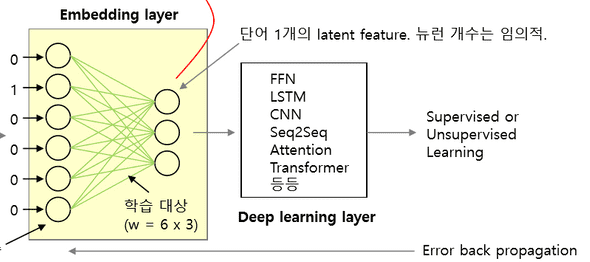 Embedding layer
단어 1개의 latent feature. 뉴런 개수는 임의적.
0
1
0
0
0
0
FFN
LSTM
CNN
Seq2Seq
Attention
Transformer
등등
Supervised or
Unsupervised
Learning
학습 대상
(w = 6 x 3)
Deep learning layer
Error back propagation